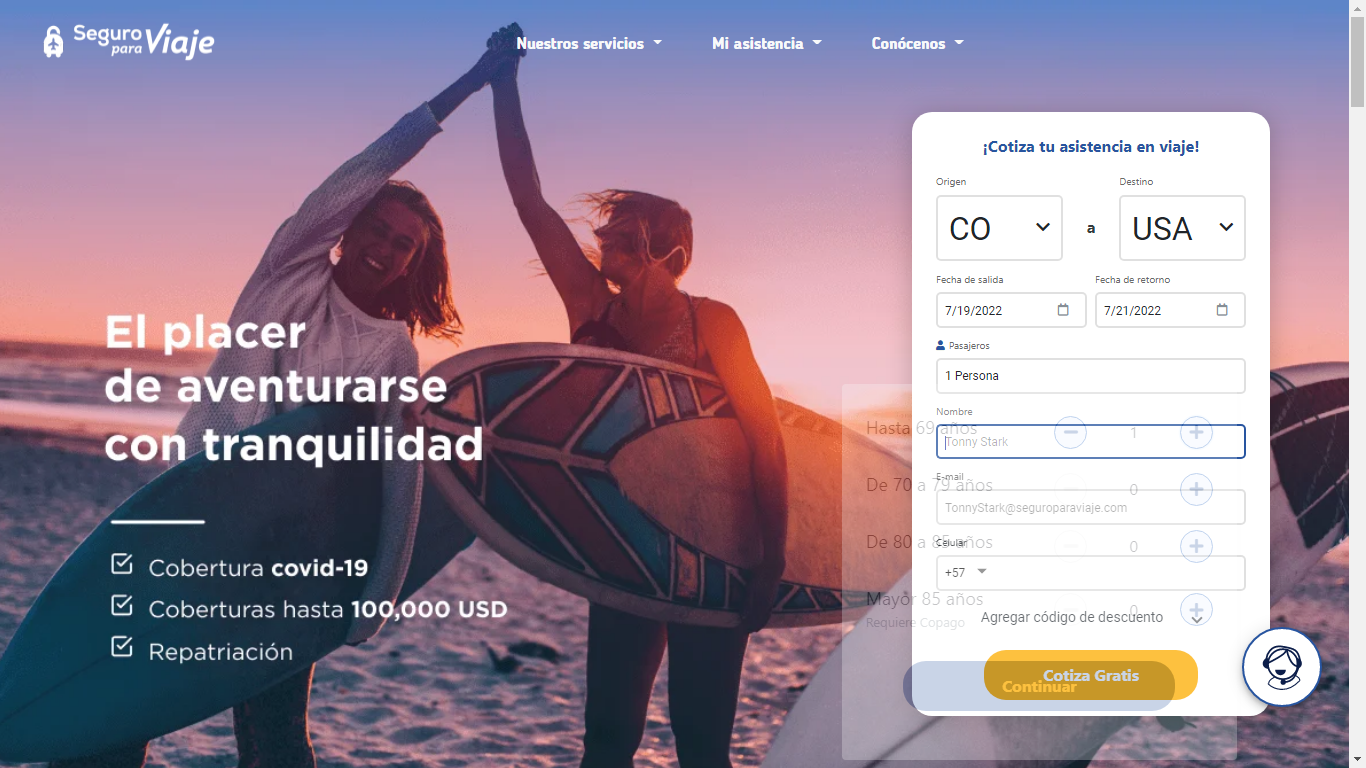 Seguro
para Viaje
Nuestros servicios
Mi asistencia
Conócenos
¡Cotiza tu asistencia en viaje!
Origen
Destino
CO
a
USA
Fecha de salida
Fecha de retorno
7/19/2022
7/21/2022
Pasajeros
1 Persona
Nombre
Hasta 69 años
1
Tonny Stark
E-mail
De 70 a 79 años
0
TonnyStark@seguroparaviaje.com
Celular
De 80 a 85 años
0
+57
Mayor 85 años
0
Requiere Copago
Agregar código de descuento
Cotiza Gratis
Continuar
El placer
de aventurarse
con tranquilidad
Cobertura covid-19
Coberturas hasta 100,000 USD
Repatriación